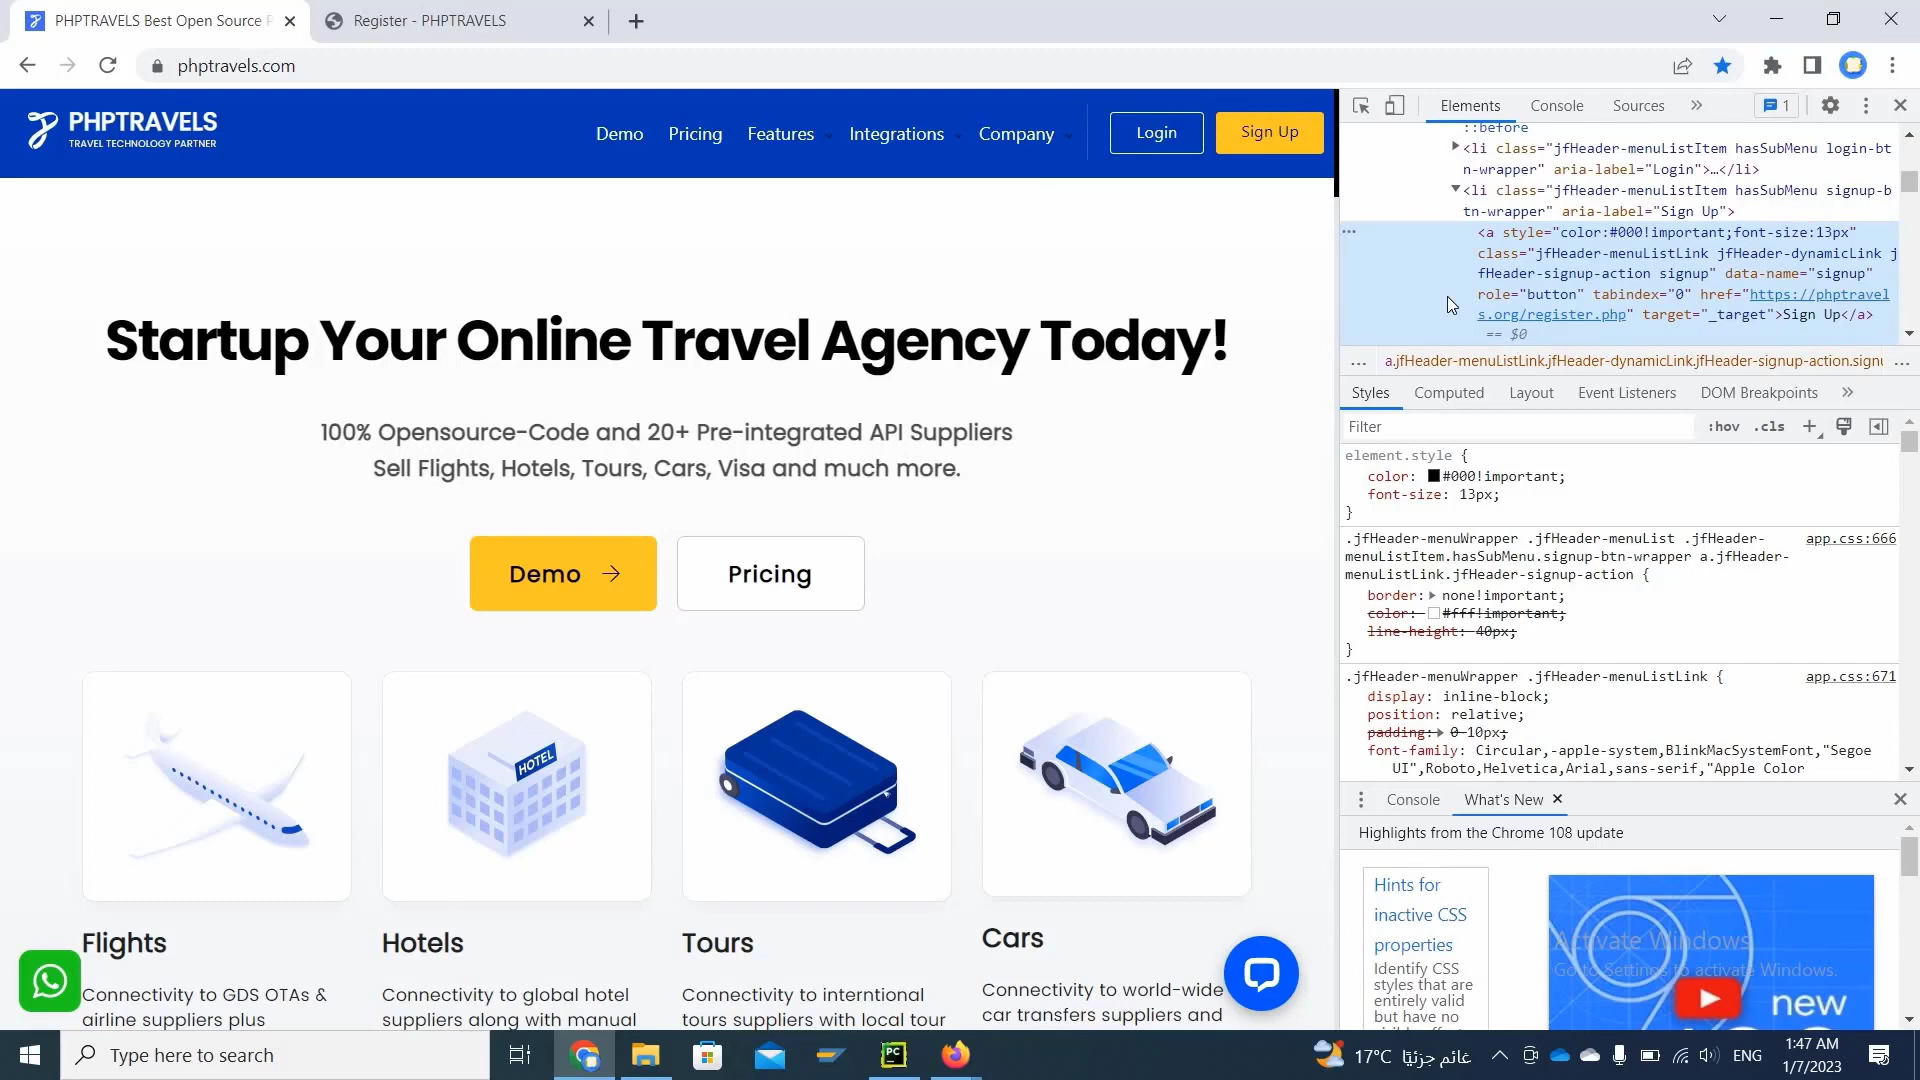 PHPTRAVELS Best Open Source P
Register - PHPTRAVELS
phptravels.com
PHPTRAVELS
TRAVEL TECHNOLOGY PARTNER
Demo
Pricing
Features
Integrations
Company
Login
Sign Up
Startup Your Online Travel Agency Today!
100% Opensource-Code and 20+ Pre-integrated API Suppliers
Sell Flights, Hotels, Tours, Cars, Visa and much more.
Demo →
Pricing
HOTEL
Flights
Hotels
Tours
Cars
Connectivity to GDS OTAs &
airline suppliers plus
Connectivity to global hotel
suppliers along with manual
Connectivity to interntional
tours suppliers with local tour
Connectivity to world-wide
car transfers suppliers and
Elements
Console
Sources
1
::before
<li class="jfHeader-menuListItem hasSubMenu login-bt
n-wrapper" aria-label="Login">…</li>
<li class="jfHeader-menuListItem hasSubMenu signup-b
tn-wrapper" aria-label="Sign Up">
<a style="color:#000!important;font-size:13px"
class="jfHeader-menuListLink jfHeader-dynamicLink j
fHeader-signup-action signup" data-name="signup"
role="button" tabindex="0" href="https://phptravel
s.org/register.php" target="_target">Sign Up</a>
== $0
... a.jfHeader-menuListLink.jfHeader-dynamicLink.jfHeader-signup-action.signu ...
Styles
Computed
Layout
Event Listeners
DOM Breakpoints
Filter
:hov
.cls
element.style {
color: #000!important;
font-size: 13px;
}
.jfHeader-menuWrapper .jfHeader-menuList .jfHeader- app.css:666
menuListItem.hasSubMenu.signup-btn-wrapper a.jfHeader-
menuListLink.jfHeader-signup-action {
border: none!important;
color: #fff!important;
line-height: 40px;
}
.jfHeader-menuWrapper .jfHeader-menuListLink { app.css:671
display: inline-block;
position: relative;
padding: 0 10px;
font-family: Circular,-apple-system,BlinkMacSystemFont,"Segoe
UI",Roboto,Helvetica,Arial,sans-serif,"Apple Color
Console
What's New
Highlights from the Chrome 108 update
Hints for
inactive CSS
properties
Identify CSS
styles that are
entirely valid
but have no
Activate Windows
Go to Settings to activate Windows.
new
Type here to search
PC
17°C
غائم جزئيًا
ENG
1:47 AM
1/7/2023